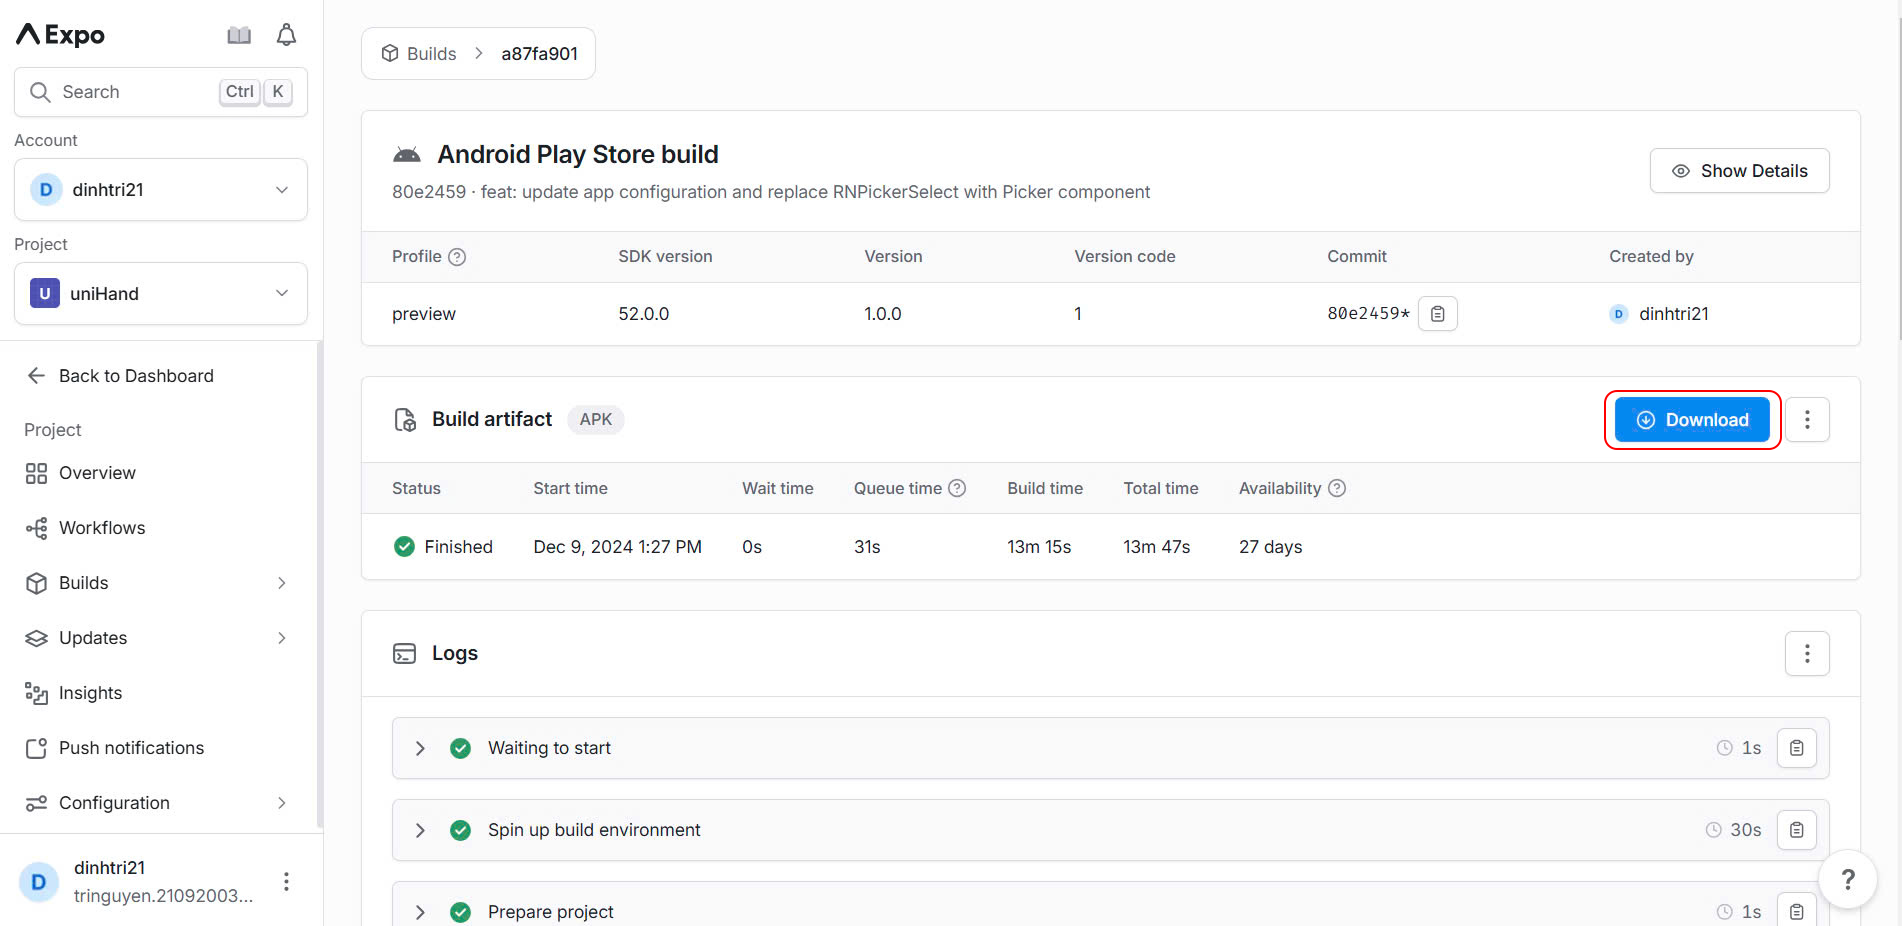 Expo
Search Ctrl K
Account
D dinhtri21
Project
U uniHand
Back to Dashboard
Project
Overview
Workflows
Builds
Updates
Insights
Push notifications
Configuration
D dinhtri21
tringuyen.21092003...
Builds > a87fa901
Android Play Store build
80e2459 · feat: update app configuration and replace RNPickerSelect with Picker component
Show Details
Profile ? SDK version Version Version code Commit Created by
preview 52.0.0 1.0.0 1 80e2459* D dinhtri21
Build artifact APK
Download
Status Start time Wait time Queue time ? Build time Total time Availability ?
Finished Dec 9, 2024 1:27 PM 0s 31s 13m 15s 13m 47s 27 days
Logs
Waiting to start 1s
Spin up build environment 30s
Prepare project 1s
?